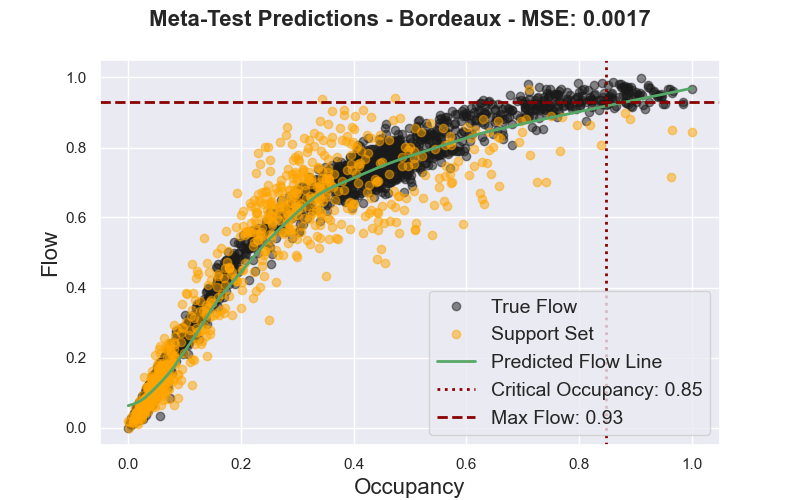 Meta-Test Predictions - Bordeaux - MSE: 0.0017
1.0
0.8
0.6
0.4
0.2
0.0
Flow
True Flow
Support Set
Predicted Flow Line
Critical Occupancy: 0.85
Max Flow: 0.93
0.0 0.2 0.4 0.6 0.8 1.0
Occupancy